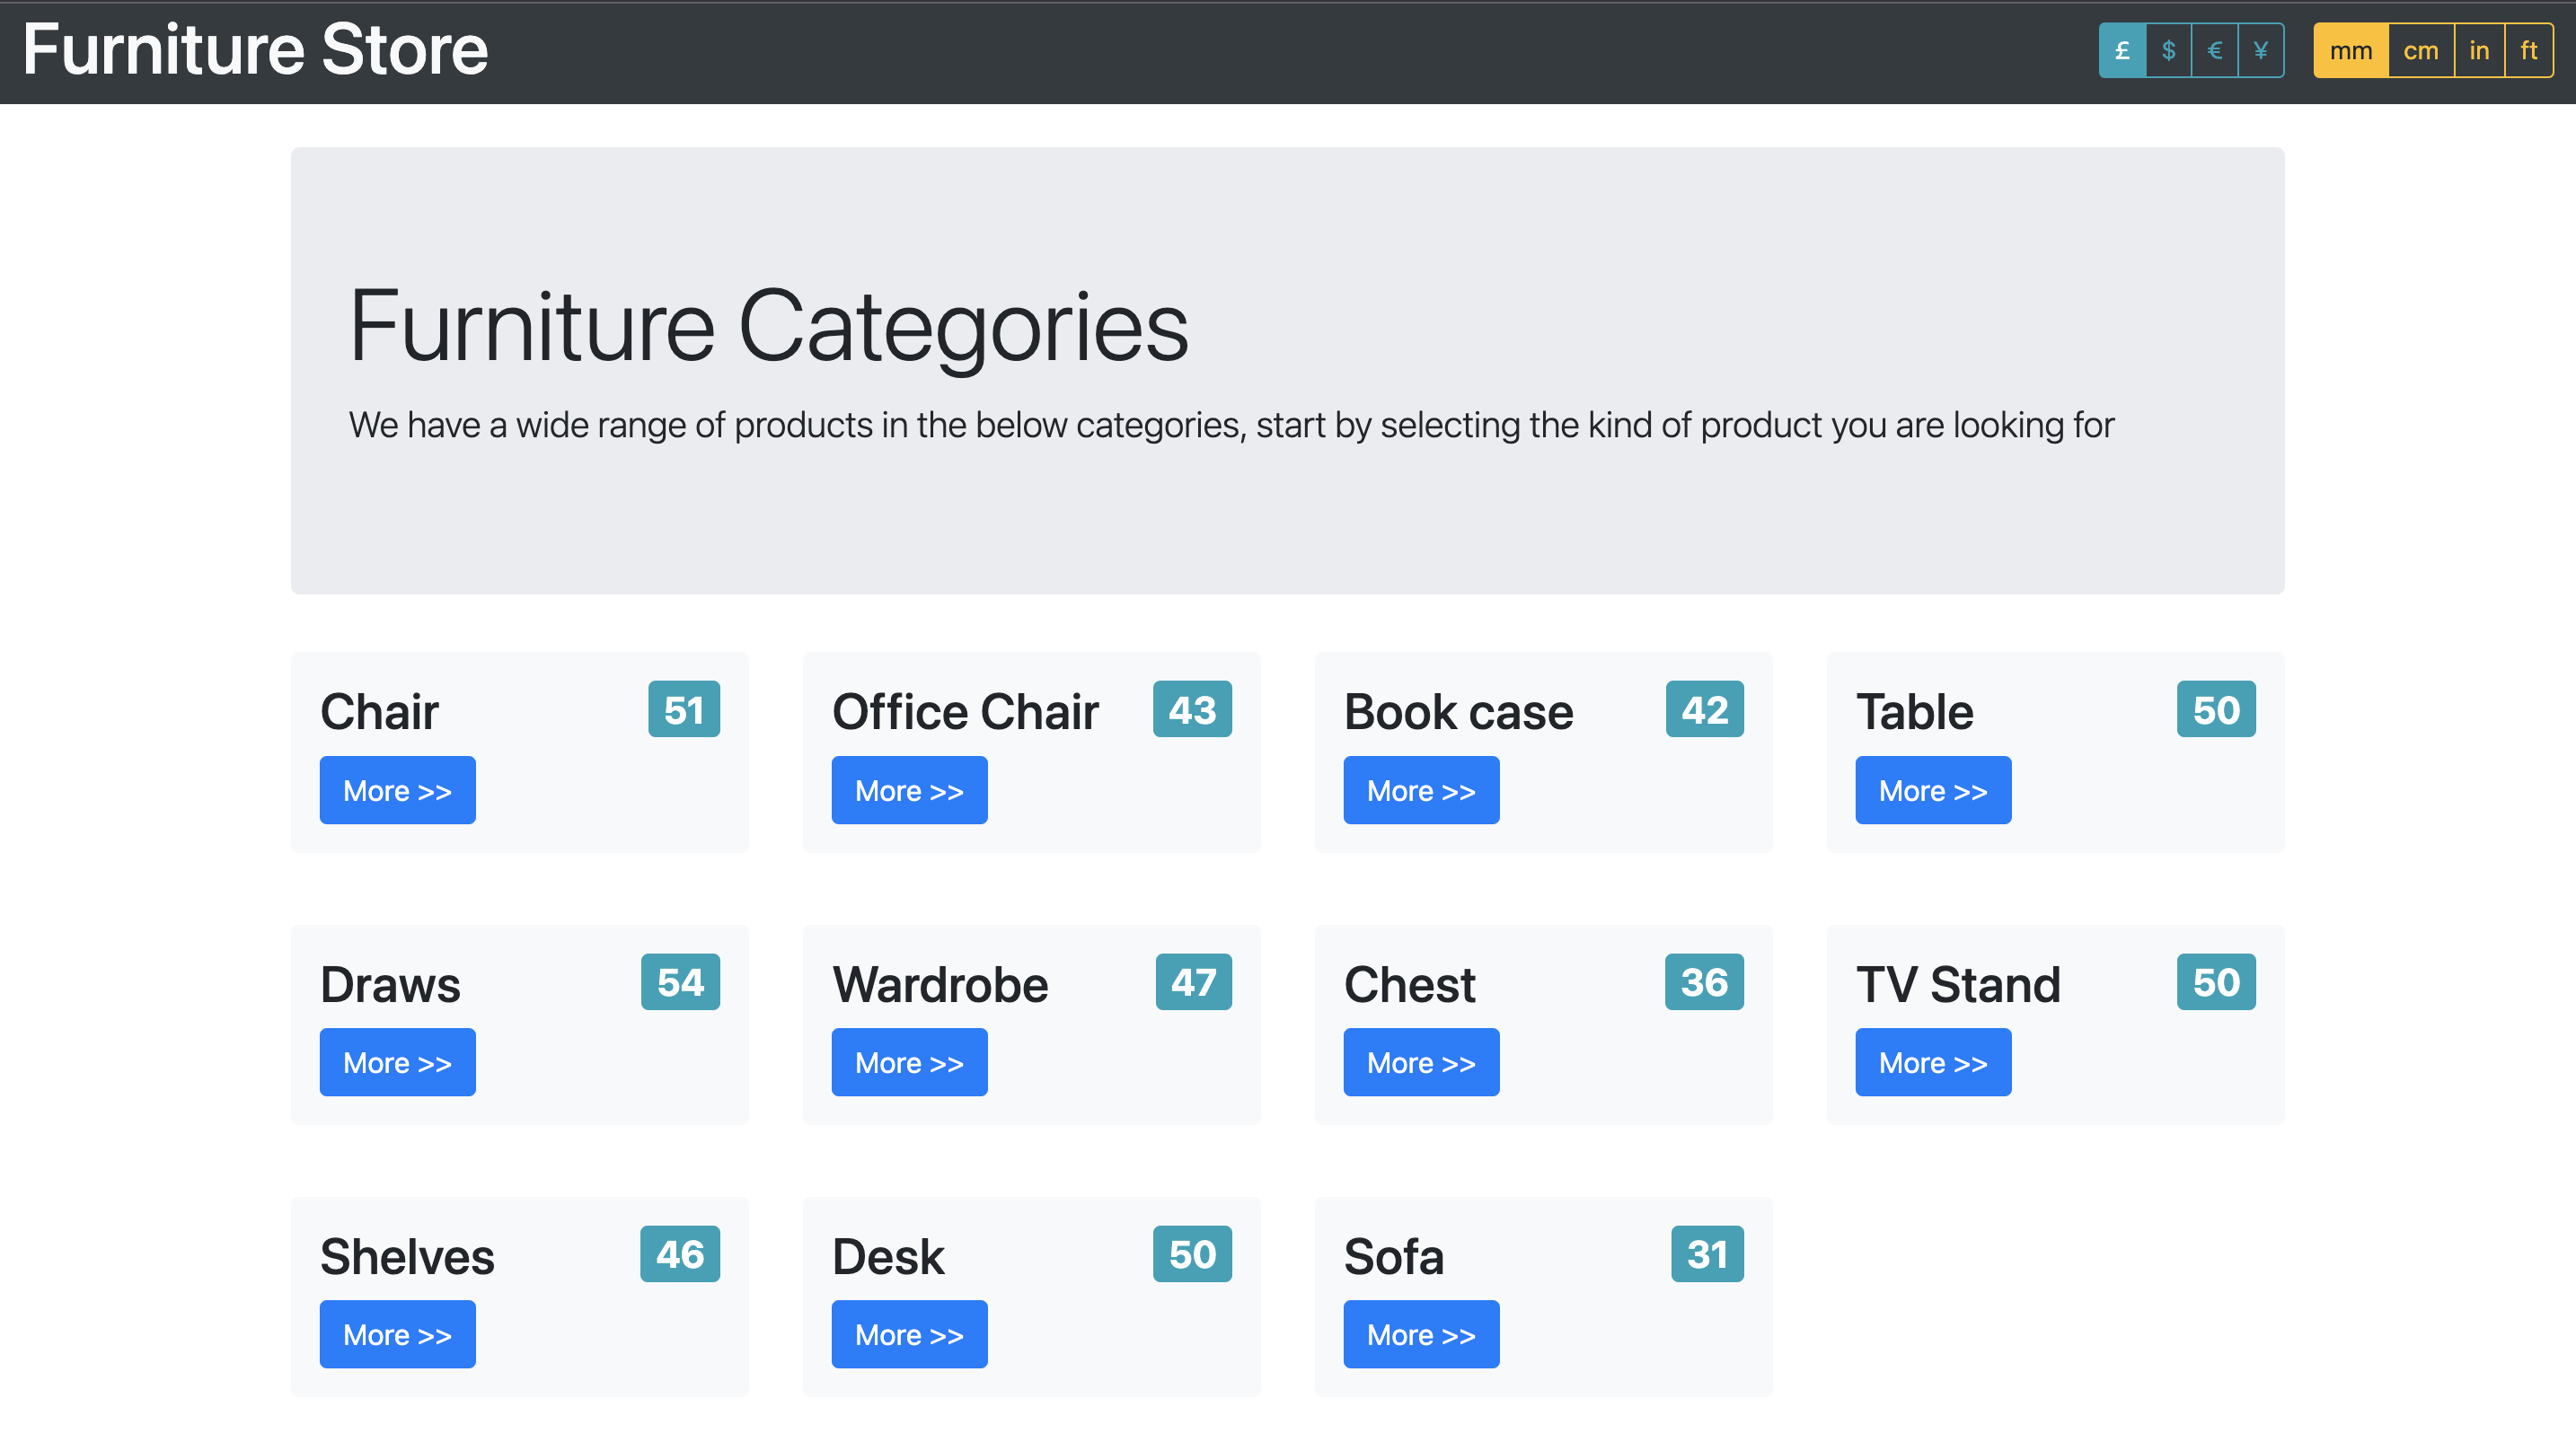 Furniture Store £ $ € ¥ mm cm in ft
Furniture Categories
We have a wide range of products in the below categories, start by selecting the kind of product you are looking for
Chair 51 Office Chair 43 Book case 42 Table 50
More >> More >> More >> More >>
Draws 54 Wardrobe 47 Chest 36 TV Stand 50
More >> More >> More >> More >>
Shelves 46 Desk 50 Sofa 31
More >> More >> More >>